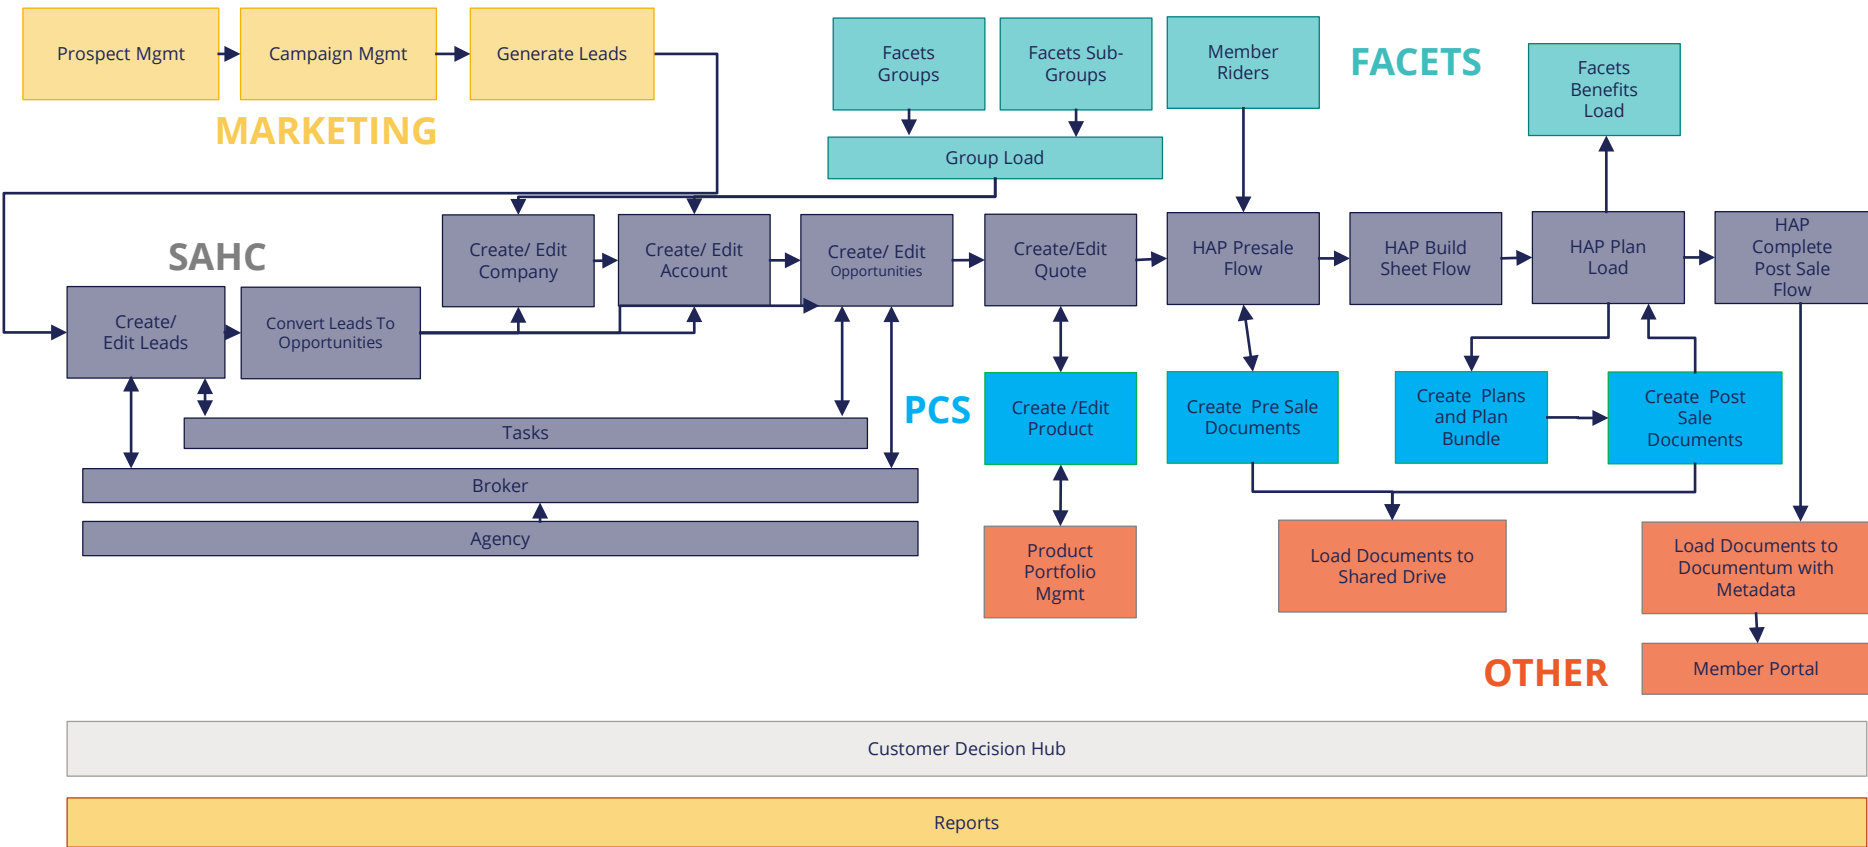 Prospect Mgmt
Campaign Mgmt
Generate Leads
MARKETING
Facets
Groups
Facets Sub-
Groups
Member
Riders
FACETS
Facets
Benefits
Load
Group Load
SAHC
Create/
Edit Leads
Convert Leads To
Opportunities
Create/ Edit
Company
Create/ Edit
Account
Create/ Edit
Opportunities
Create/Edit
Quote
HAP Presale
Flow
HAP Build
Sheet Flow
HAP Plan
Load
HAP
Complete
Post Sale
Flow
Tasks
Broker
Agency
PCS
Create /Edit
Product
Create  Pre Sale
Documents
Create  Plans
and Plan
Bundle
Create  Post
Sale
Documents
Product
Portfolio
Mgmt
Load Documents to
Shared Drive
Load Documents to
Documentum with
Metadata
OTHER
Member Portal
Customer Decision Hub
Reports